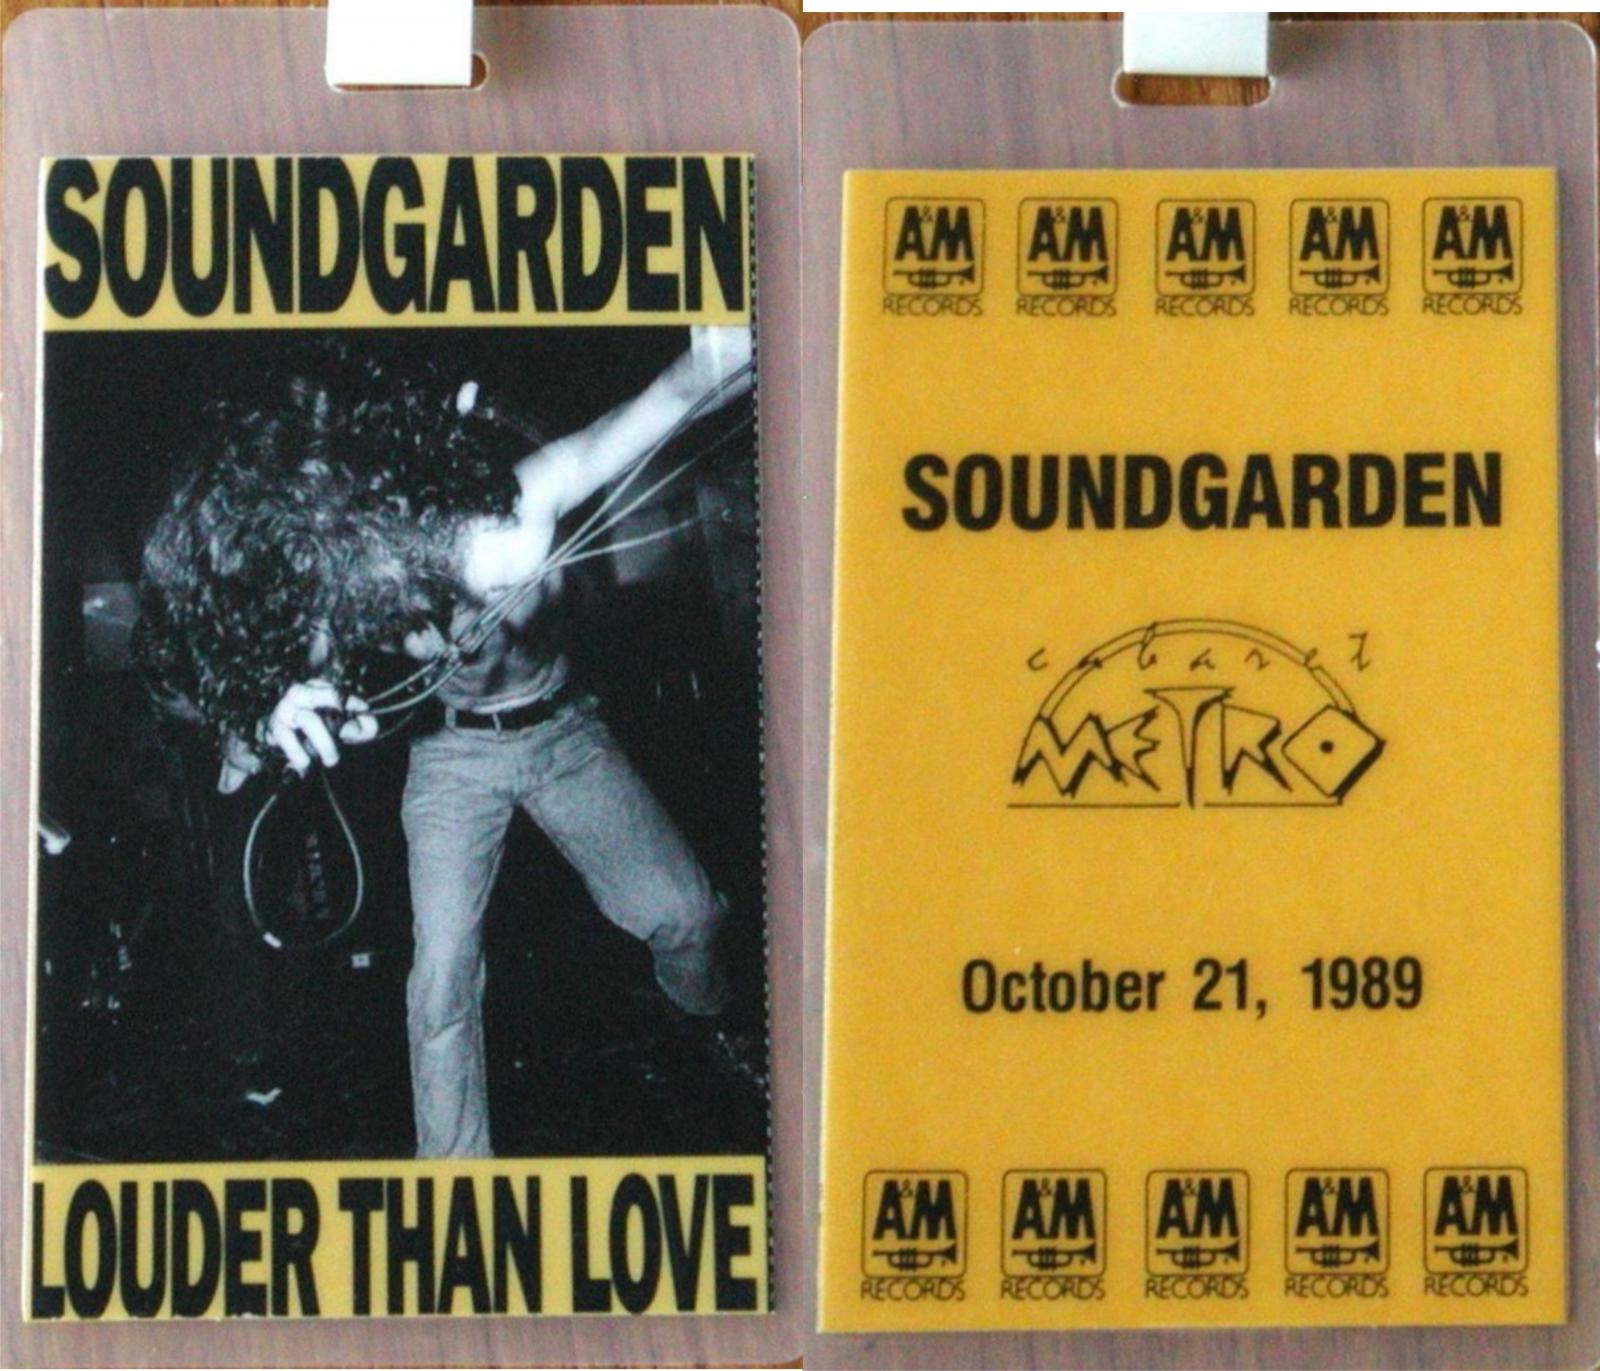 SOUNDGARDEN
LOUDER THAN LOVE
A&M A&M A&M A&M A&M
RECORDS RECORDS RECORDS RECORDS RECORDS
SOUNDGARDEN
cabaret
METRO
October 21, 1989
A&M A&M A&M A&M A&M
RECORDS RECORDS RECORDS RECORDS RECORDS